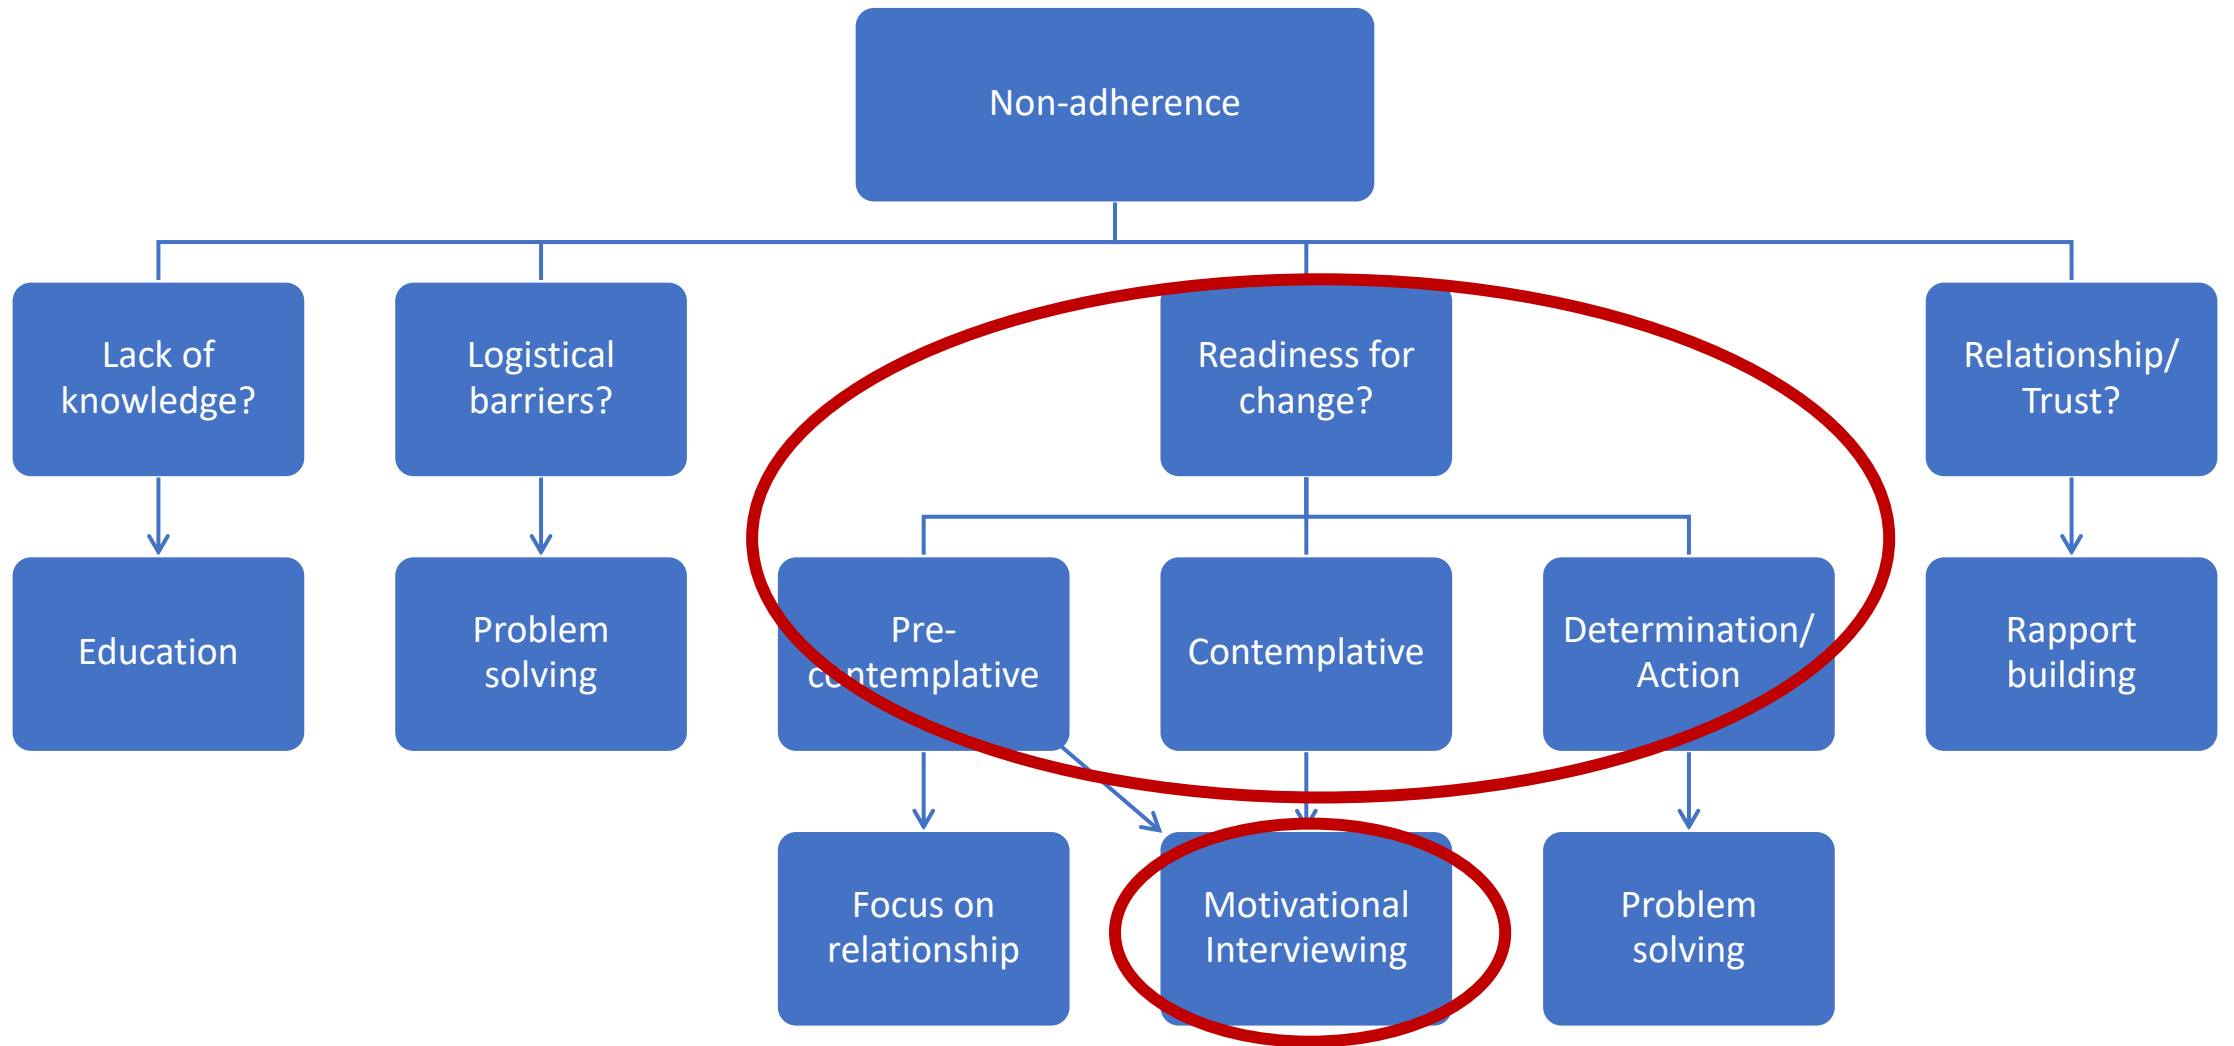 Non-adherence
Lack of
knowledge?
Logistical
barriers?
Readiness for
change?
Relationship/
Trust?
Education
Problem
solving
Pre-
contemplative
Contemplative
Determination/
Action
Rapport
building
Focus on
relationship
Motivational
Interviewing
Problem
solving